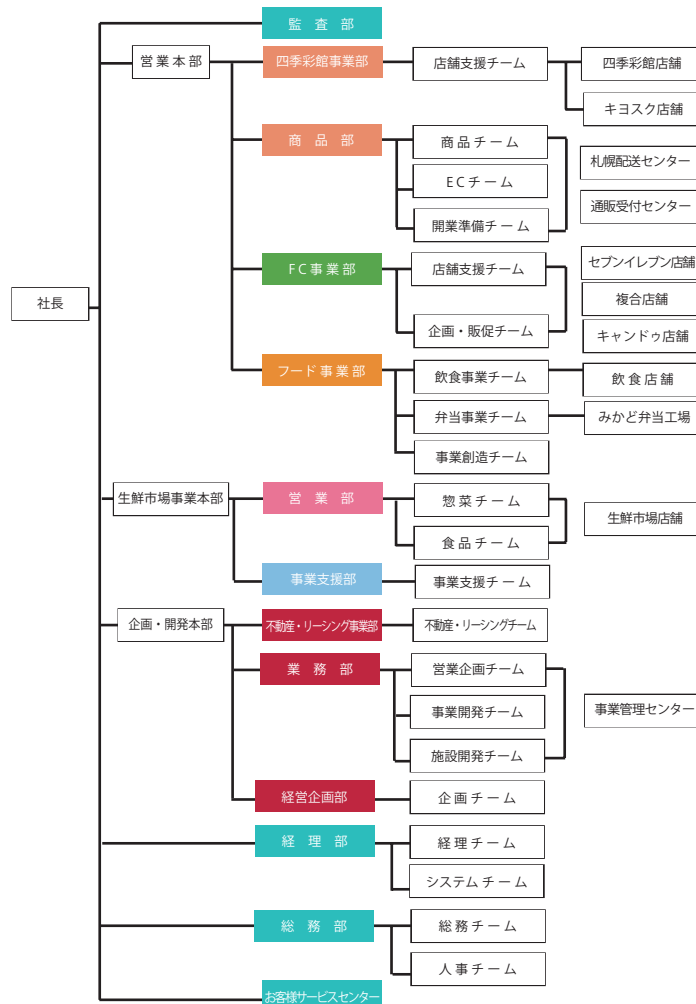 監査部
営業本部
四季彩館事業部
店舗支援チーム
四季彩館店舗
キヨスク店舗
商品部
商品チーム
札幌配送センター
ECチーム
通販受付センター
開業準備チーム
FC事業部
店舗支援チーム
セブンイレブン店舗
複合店舗
社長
企画・販促チーム
キャンドゥ店舗
フード事業部
飲食事業チーム
飲食店舗
弁当事業チーム
みかど弁当工場
事業創造チーム
生鮮市場事業本部
営業部
惣菜チーム
生鮮市場店舗
食品チーム
事業支援部
事業支援チーム
企画・開発本部
不動産・リーシング事業部
不動産・リーシングチーム
業務部
営業企画チーム
事業開発チーム
事業管理センター
施設開発チーム
経営企画部
企画チーム
経理部
経理チーム
システムチーム
総務部
総務チーム
人事チーム
お客様サービスセンター